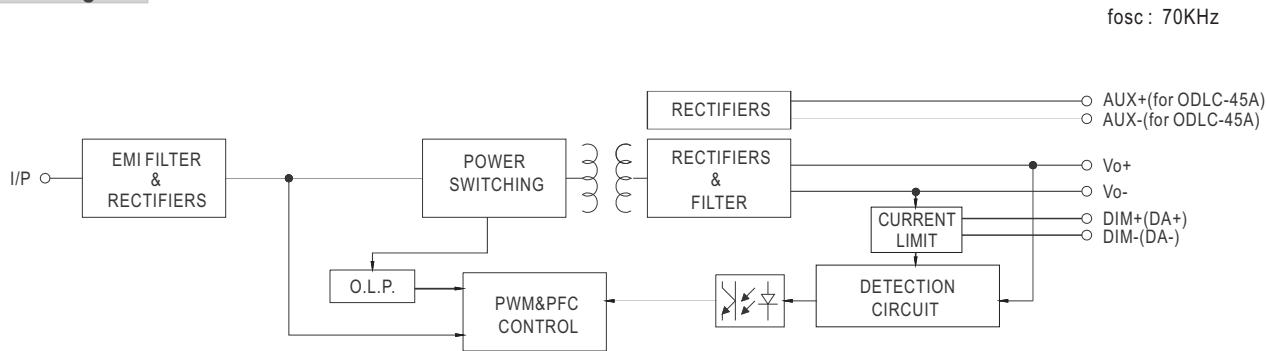 fosc : 70KHz
RECTIFIERS
AUX+(for ODLC-45A)
AUX-(for ODLC-45A)
I/P
EMI FILTER
&
RECTIFIERS
POWER
SWITCHING
RECTIFIERS
&
FILTER
Vo+
Vo-
CURRENT
LIMIT
DIM+(DA+)
DIM-(DA-)
O.L.P.
PWM&PFC
CONTROL
DETECTION
CIRCUIT